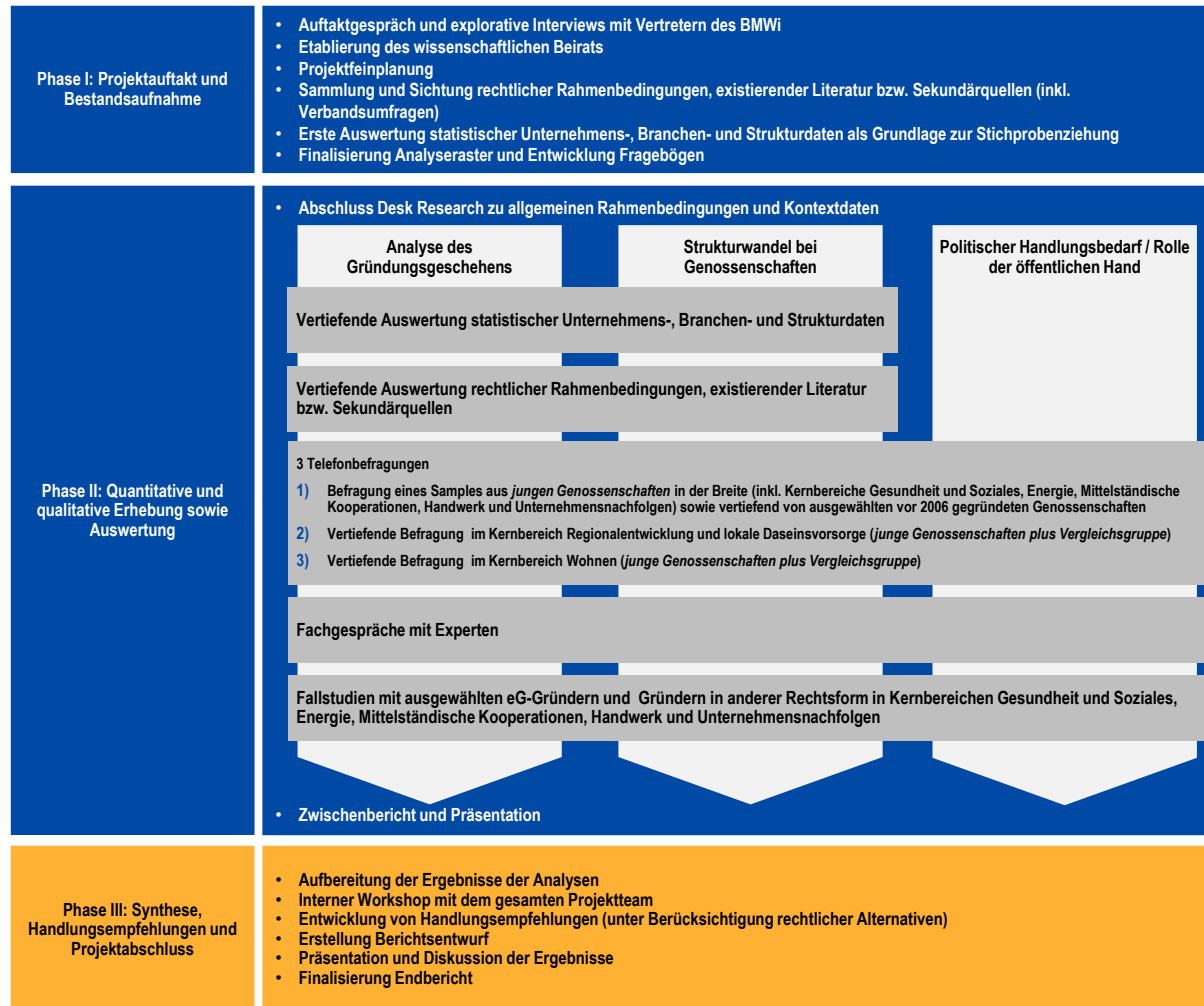 Phase I: Projektauftakt und
Bestandsaufnahme
• Auftaktgespräch und explorative Interviews mit Vertretern des BMWi
• Etablierung des wissenschaftlichen Beirats
• Projektfeinplanung
• Sammlung und Sichtung rechtlicher Rahmenbedingungen, existierender Literatur bzw. Sekundärquellen (inkl.
Verbandsumfragen)
• Erste Auswertung statistischer Unternehmens-, Branchen- und Strukturdaten als Grundlage zur Stichprobenziehung
• Finalisierung Analyseraster und Entwicklung Fragebögen
Phase II: Quantitative und
qualitative Erhebung sowie
Auswertung
• Abschluss Desk Research zu allgemeinen Rahmenbedingungen und Kontextdaten
Analyse des
Gründungsgeschehens
Strukturwandel bei
Genossenschaften
Politischer Handlungsbedarf / Rolle
der öffentlichen Hand
Vertiefende Auswertung statistischer Unternehmens-, Branchen- und Strukturdaten
Vertiefende Auswertung rechtlicher Rahmenbedingungen, existierender Literatur
bzw. Sekundärquellen
3 Telefonbefragungen
1) Befragung eines Samples aus jungen Genossenschaften in der Breite (inkl. Kernbereiche Gesundheit und Soziales, Energie, Mittelständische
Kooperationen, Handwerk und Unternehmensnachfolgen) sowie vertiefend von ausgewählten vor 2006 gegründeten Genossenschaften
2) Vertiefende Befragung im Kernbereich Regionalentwicklung und lokale Daseinsvorsorge (junge Genossenschaften plus Vergleichsgruppe)
3) Vertiefende Befragung im Kernbereich Wohnen (junge Genossenschaften plus Vergleichsgruppe)
Fachgespräche mit Experten
Fallstudien mit ausgewählten eG-Gründern und Gründern in anderer Rechtsform in Kernbereichen Gesundheit und Soziales,
Energie, Mittelständische Kooperationen, Handwerk und Unternehmensnachfolgen
• Zwischenbericht und Präsentation
Phase III: Synthese,
Handlungsempfehlungen und
Projektabschluss
• Aufbereitung der Ergebnisse der Analysen
• Interner Workshop mit dem gesamten Projektteam
• Entwicklung von Handlungsempfehlungen (unter Berücksichtigung rechtlicher Alternativen)
• Erstellung Berichtsentwurf
• Präsentation und Diskussion der Ergebnisse
• Finalisierung Endbericht